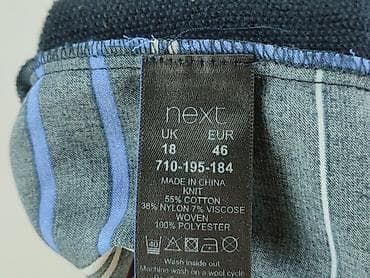 next
UK EUR
18 46
710-195-184
MADE IN CHINA
KNIT
55% COTTON
38% NYLON 7% VISCOSE
WOVEN
100% POLYESTER
40
Wash inside out
Machine wash on a wool cycle